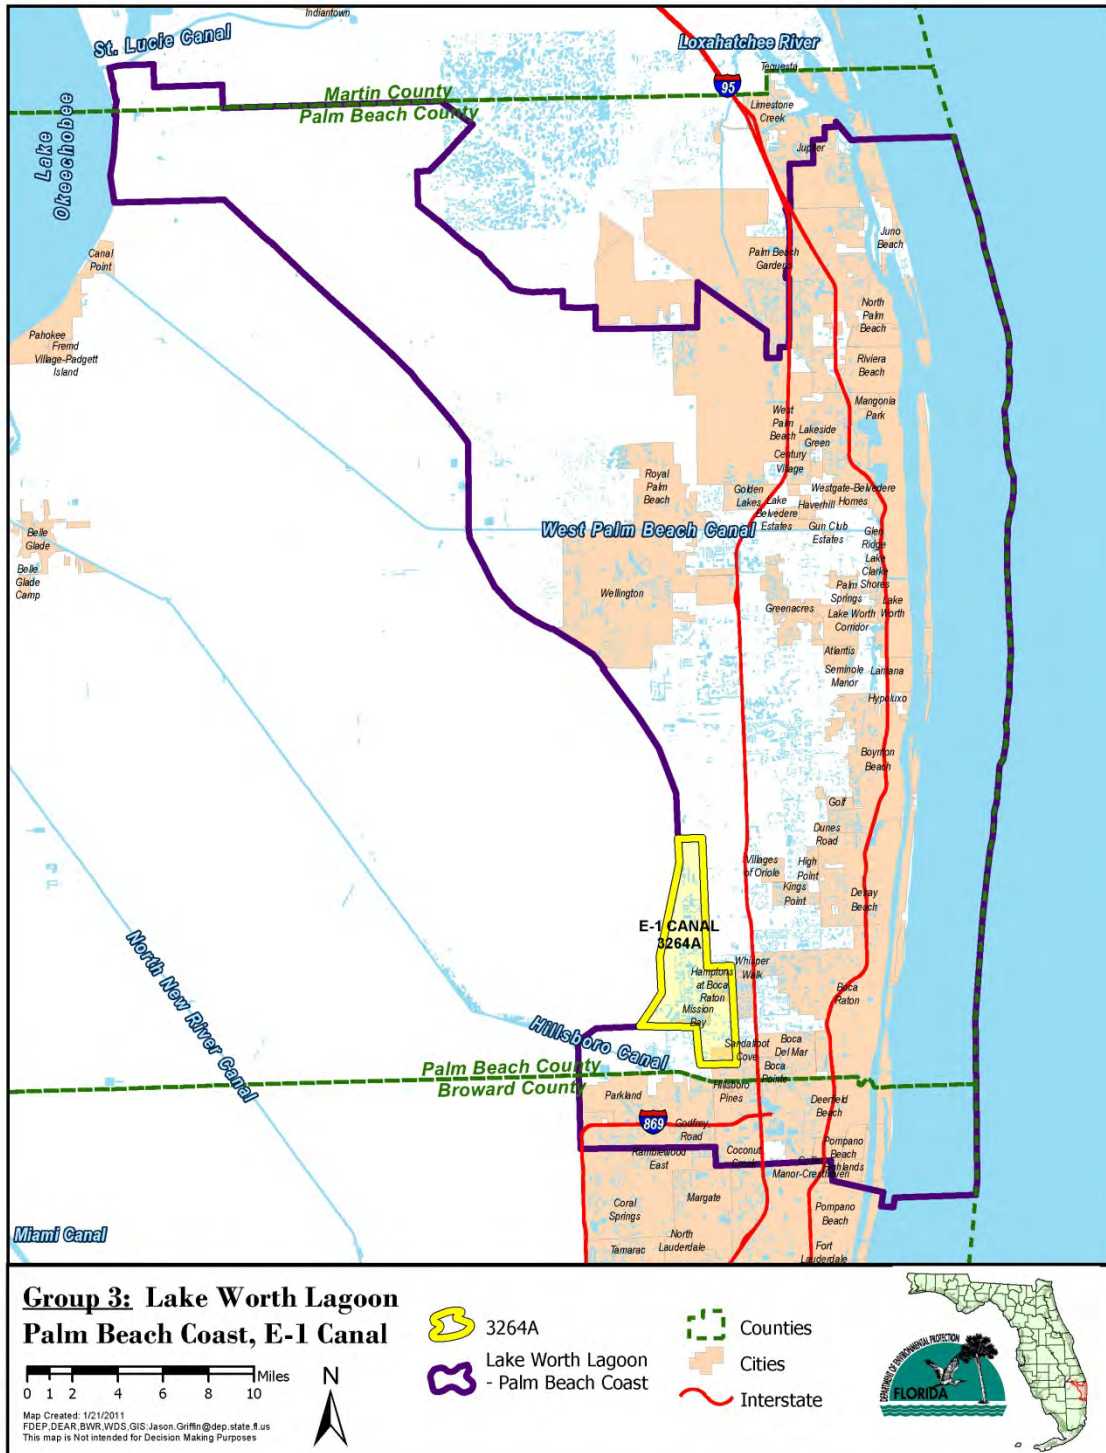 Indiantown
St. Lucie Canal
Loxahatchee River
Tequesta
95
Martin County
Palm Beach County
Limestone
Creek
Lake
Okeechobee
Jupiter
Juno
Beach
Canal
Point
Palm Beach
Gardens
North
Palm
Beach
Pahokee
Fremd
Village-Padgett
Island
Riviera
Beach
Mangonia
Park
West
Palm
Beach
Lakeside
Green
Century
Village
Royal
Palm
Beach
Golden
Lakes
Westgate-Belvedere
Homes
Lake
Belvedere
Estates
Haverhill
West Palm Beach Canal
Gun Club
Estates
Glen
Ridge
Belle
Glade
Lake
Clarke
Shores
Belle
Glade
Camp
Palm
Springs
Wellington
Greenacres
Lake
Worth
Lake Worth
Corridor
Atlantis
Seminole
Manor
Lantana
Hypoluxo
Boynton
Beach
Golf
Dunes
Road
Villages
of Oriole
High
Point
Kings
Point
Delray
Beach
E-1 CANAL
3264A
Whisper
Walk
Hamptons
at Boca
Raton
Boca
Raton
Mission
Bay
North New River Canal
Hillsboro Canal
Sandalfoot
Cove
Boca
Del Mar
Boca
Pointe
Palm Beach County
Broward County
Parkland
Hillsboro
Pines
Deerfield
Beach
869
Godfrey
Road
Ramblewood
East
Coconut
Creek
Pompano
Beach
Highlands
Manor-Cresthaven
Coral
Springs
Margate
Pompano
Beach
Miami Canal
North
Lauderdale
Tamarac
Fort
Lauderdale
Group 3: Lake Worth Lagoon
Palm Beach Coast, E-1 Canal
0 1 2 4 6 8 10 Miles
N
Map Created: 1/21/2011
FDEP,DEAR,BWR,WDS,GIS:Jason.Griffin@dep.state.fl.us
This map is Not intended for Decision Making Purposes
3264A
Lake Worth Lagoon
- Palm Beach Coast
Counties
Cities
Interstate
DEPARTMENT OF ENVIRONMENTAL PROTECTION
FLORIDA